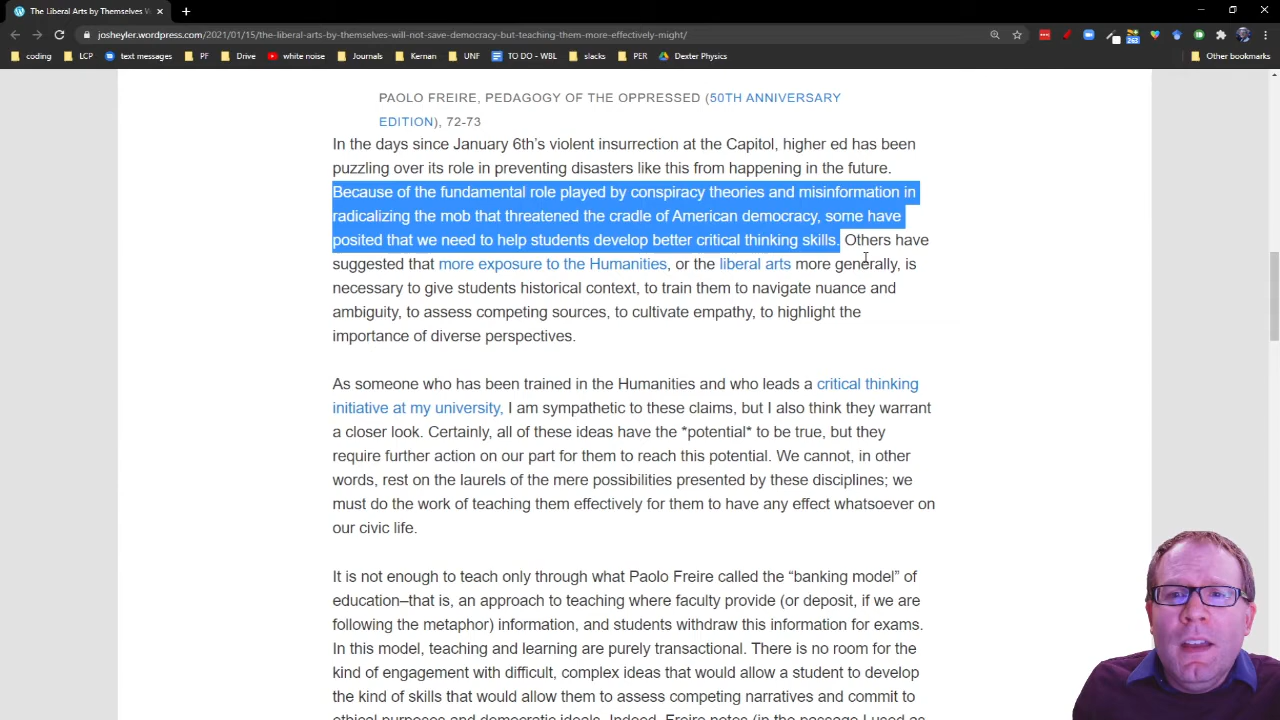 The Liberal Arts by Themselves W
josheyler.wordpress.com/2021/01/15/the-liberal-arts-by-themselves-will-not-save-democracy-but-teaching-them-more-effectively-might/
coding LCP text messages PF Drive white noise Journals Kernan UNF TO DO - WBL slacks PER Dexter Physics Other bookmarks
PAOLO FREIRE, PEDAGOGY OF THE OPPRESSED (50TH ANNIVERSARY
EDITION), 72-73
In the days since January 6th’s violent insurrection at the Capitol, higher ed has been
puzzling over its role in preventing disasters like this from happening in the future.
Because of the fundamental role played by conspiracy theories and misinformation in
radicalizing the mob that threatened the cradle of American democracy, some have
posited that we need to help students develop better critical thinking skills. Others have
suggested that more exposure to the Humanities, or the liberal arts more generally, is
necessary to give students historical context, to train them to navigate nuance and
ambiguity, to assess competing sources, to cultivate empathy, to highlight the
importance of diverse perspectives.
As someone who has been trained in the Humanities and who leads a critical thinking
initiative at my university, I am sympathetic to these claims, but I also think they warrant
a closer look. Certainly, all of these ideas have the *potential* to be true, but they
require further action on our part for them to reach this potential. We cannot, in other
words, rest on the laurels of the mere possibilities presented by these disciplines; we
must do the work of teaching them effectively for them to have any effect whatsoever on
our civic life.
It is not enough to teach only through what Paolo Freire called the “banking model” of
education–that is, an approach to teaching where faculty provide (or deposit, if we are
following the metaphor) information, and students withdraw this information for exams.
In this model, teaching and learning are purely transactional. There is no room for the
kind of engagement with difficult, complex ideas that would allow a student to develop
the kind of skills that would allow them to assess competing narratives and commit to
ethical purposes and democratic ideals. Indeed, Freire notes (in the passage I used as